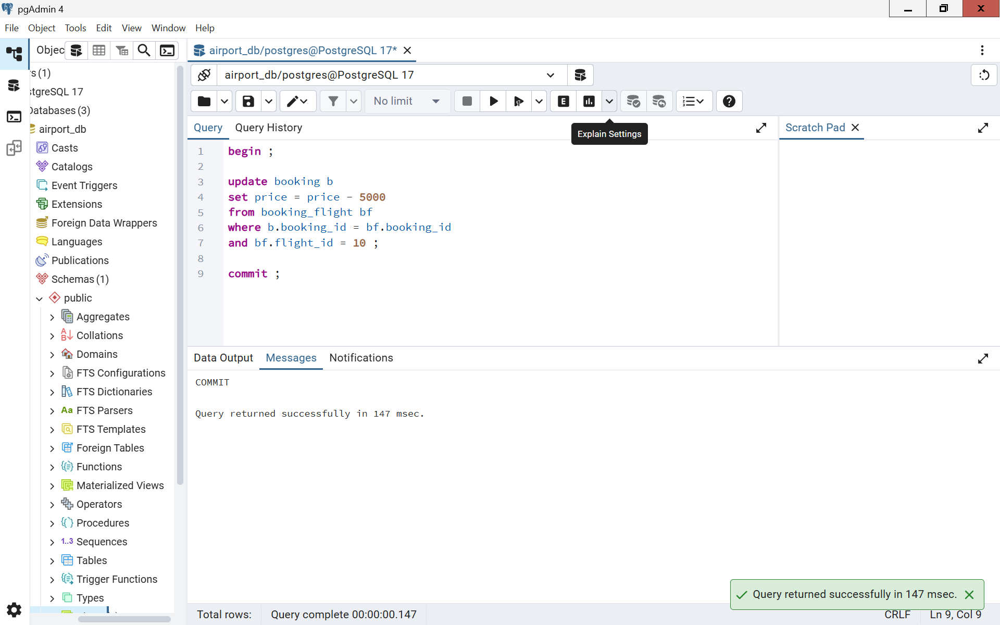 pgAdmin 4
File Object Tools Edit View Window Help
Objec
rs (1)
stgreSQL 17
Databases (3)
airport_db
Casts
Catalogs
Event Triggers
Extensions
Foreign Data Wrappers
Languages
Publications
Schemas (1)
public
Aggregates
Collations
Domains
FTS Configurations
FTS Dictionaries
Aa FTS Parsers
FTS Templates
Foreign Tables
Functions
Materialized Views
Operators
Procedures
1..3 Sequences
Tables
Trigger Functions
Types
airport_db/postgres@PostgreSQL 17*
airport_db/postgres@PostgreSQL 17
No limit
E
Query Query History
Explain Settings
Scratch Pad
1 begin ;
2
3 update booking b
4 set price = price - 5000
5 from booking_flight bf
6 where b.booking_id = bf.booking_id
7 and bf.flight_id = 10 ;
8
9 commit ;
Data Output Messages Notifications
COMMIT
Query returned successfully in 147 msec.
Query returned successfully in 147 msec.
Total rows: Query complete 00:00:00.147 CRLF Ln 9, Col 9